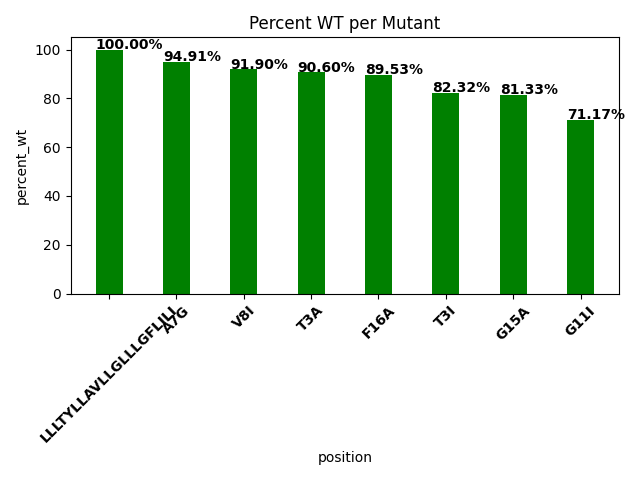 Percent WT per Mutant
100.00%
94.91%
91.90%
90.60%
89.53%
82.32%
81.33%
71.17%
percent_wt
100
80
60
40
20
0
LLLTYLLAVLLGLLLGFLILI
A7G
V8I
T3A
F16A
T3I
G15A
G11I
position